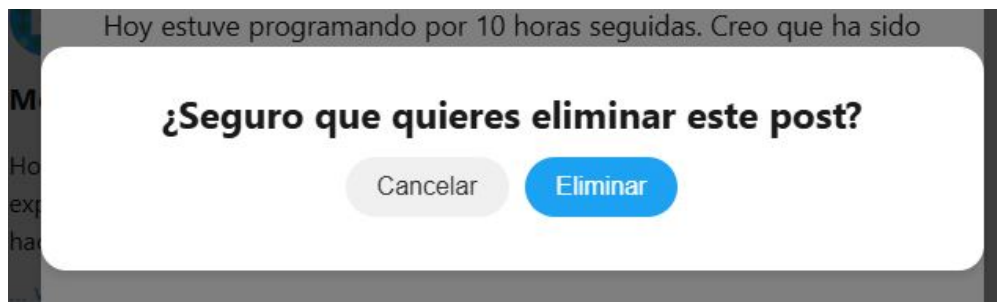 Hoy estuve programando por 10 horas seguidas. Creo que ha sido
¿Seguro que quieres eliminar este post?
Cancelar
Eliminar